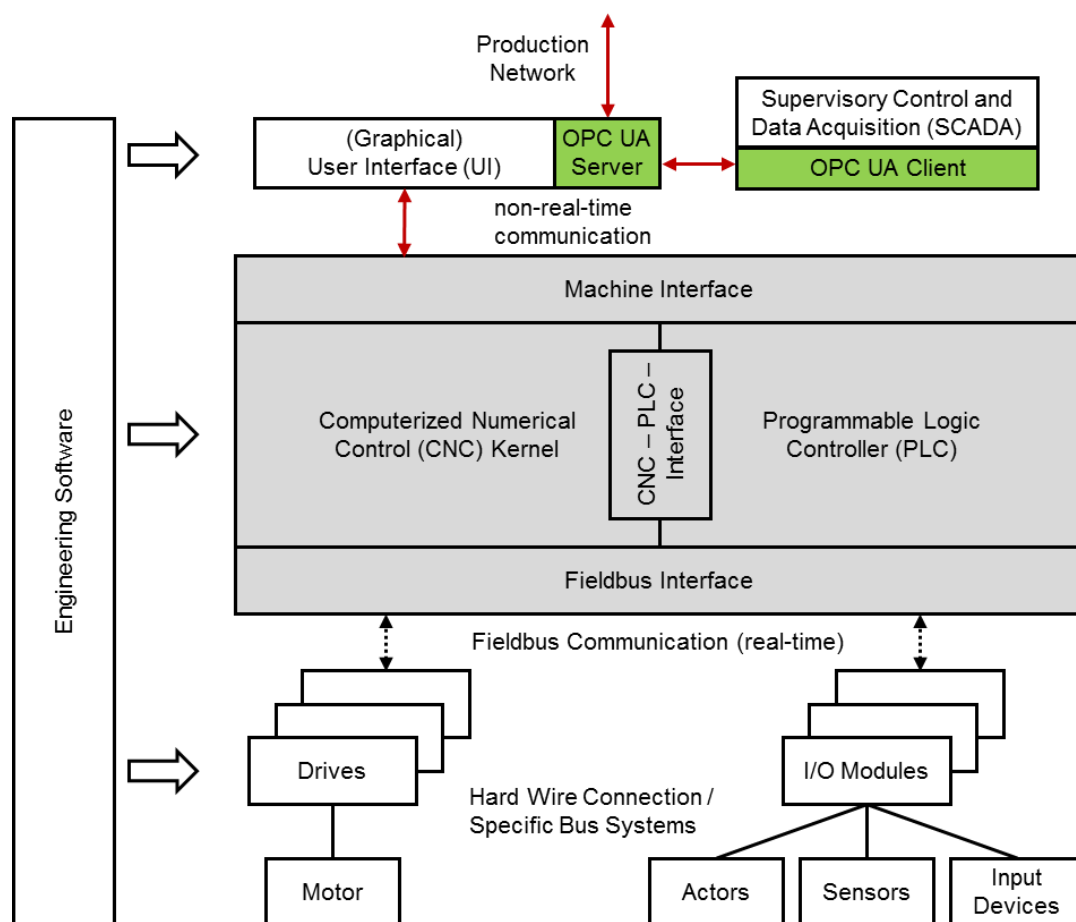 Production
Network
Supervisory Control and
Data Acquisition (SCADA)
OPC UA Client
(Graphical)
User Interface (UI)
OPC UA
Server
non-real-time
communication
Machine Interface
Engineering Software
Computerized Numerical
Control (CNC) Kernel
CNC – PLC –
Interface
Programmable Logic
Controller (PLC)
Fieldbus Interface
Fieldbus Communication (real-time)
Drives
I/O Modules
Hard Wire Connection /
Specific Bus Systems
Motor
Actors
Sensors
Input
Devices